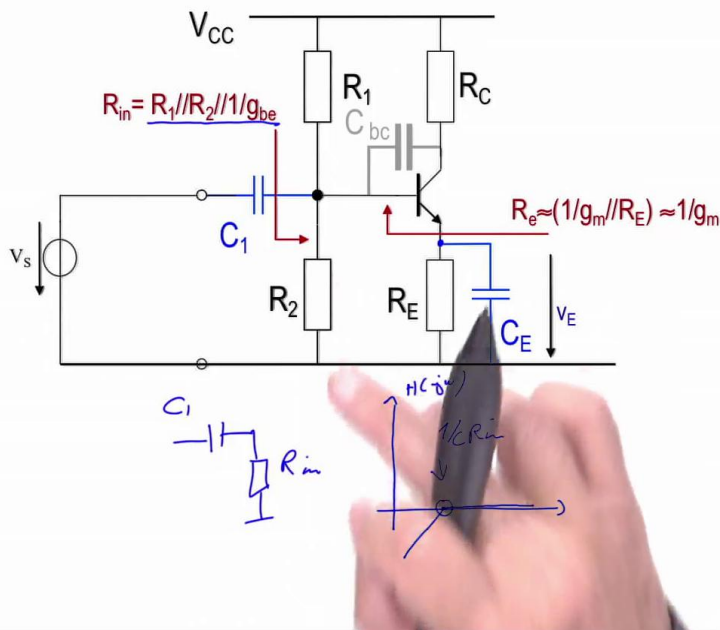 V_CC
R_1
R_C
R_in= R_1//R_2//1/g_be
C_bc
R_e≈(1/g_m//R_E) ≈1/g_m
C_1
v_s
R_2
R_E
v_E
C_E
H(jω)
C_1
1/CR_in
R_in